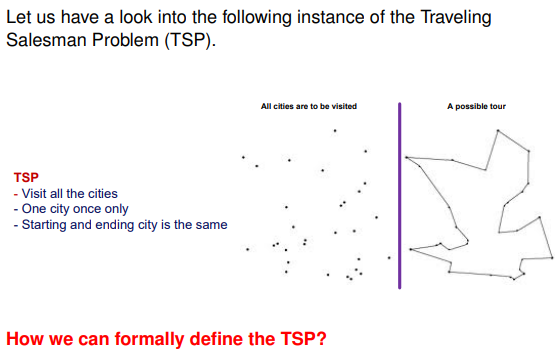 Let us have a look into the following instance of the Traveling
Salesman Problem (TSP).
All cities are to be visited
A possible tour
TSP
- Visit all the cities
- One city once only
- Starting and ending city is the same
How we can formally define the TSP?